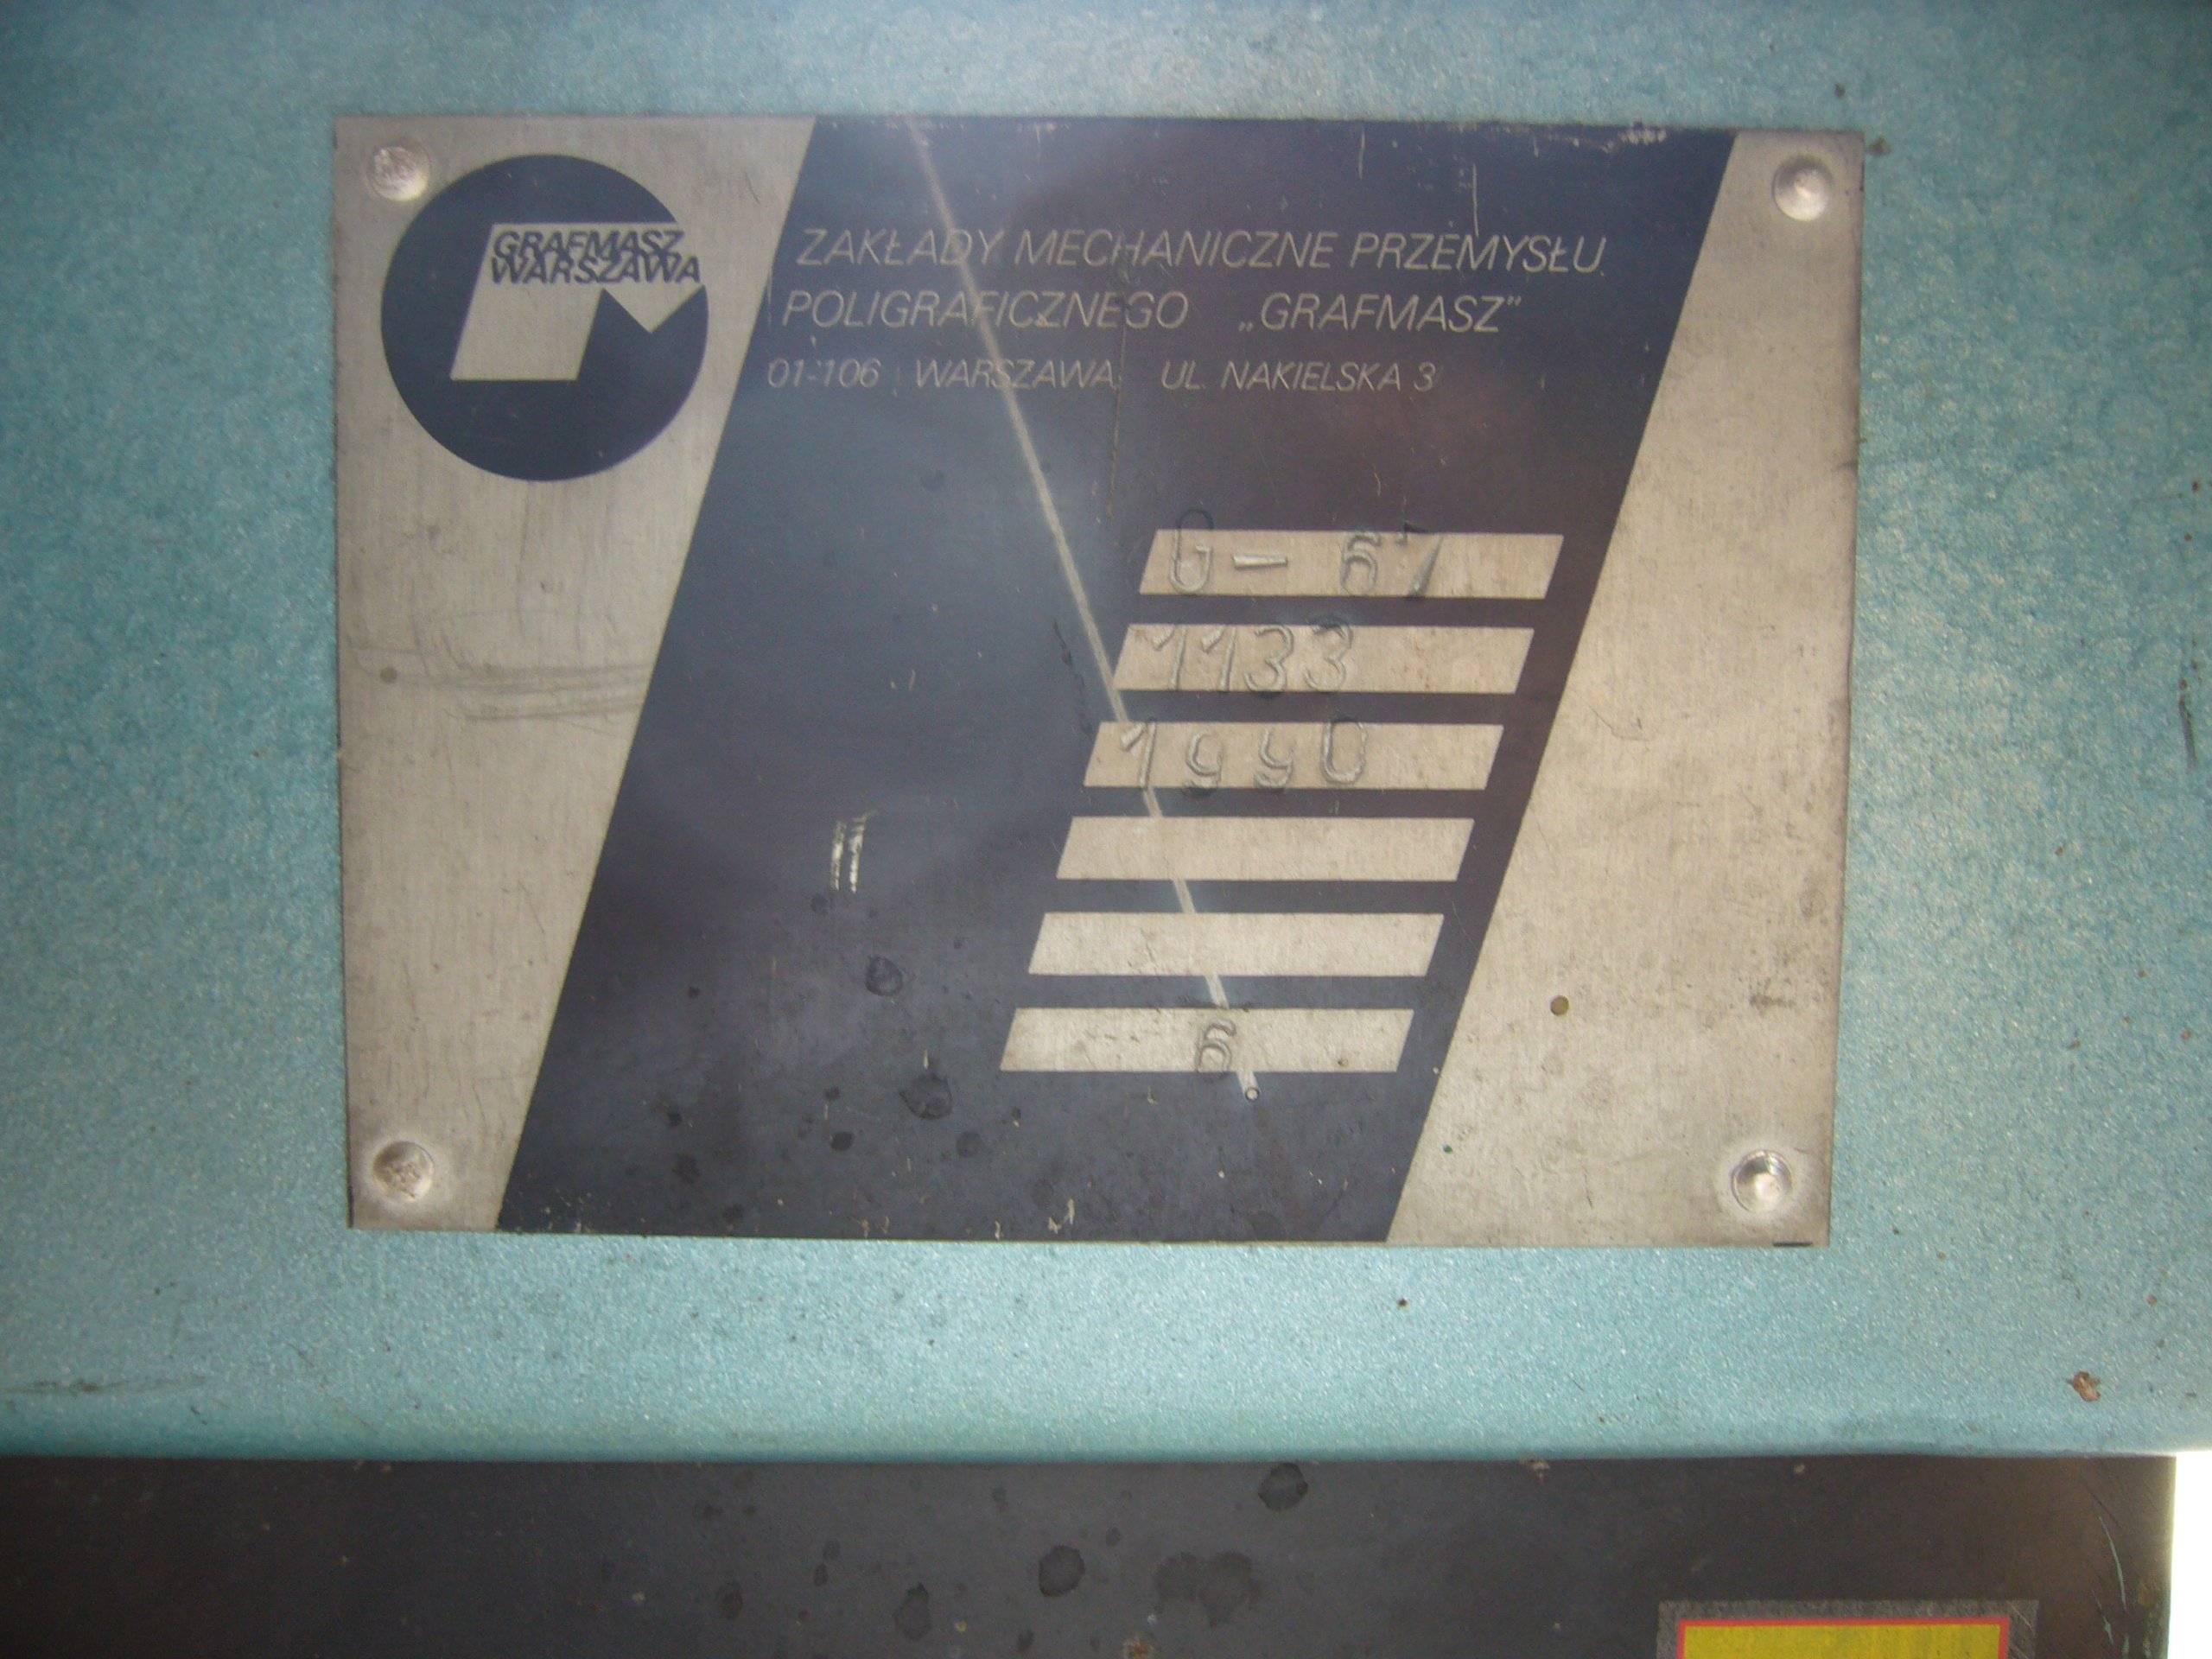 GRAFMASZ
WARSZAWA
ZAKŁADY MECHANICZNE PRZEMYSŁU
POLIGRAFICZNEGO „GRAFMASZ”
01-106 WARSZAWA UL. NAKIELSKA 3
G- 67
1133
1990
6